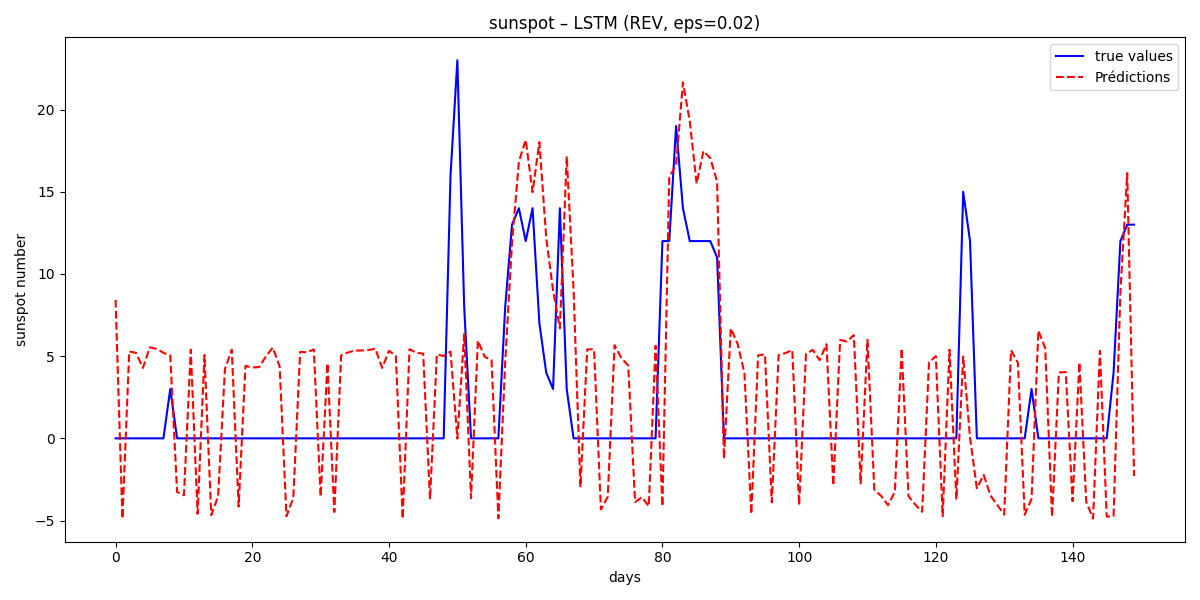 sunspot – LSTM (REV, eps=0.02)
true values
Prédictions
sunspot number
20
15
10
5
0
−5
0 20 40 60 80 100 120 140
days